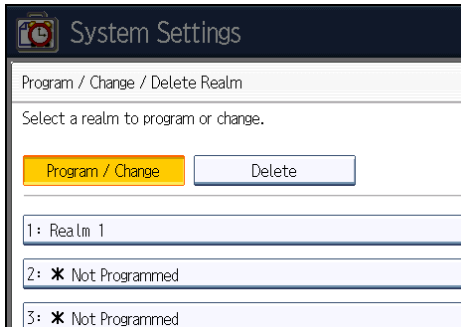 System Settings
Program / Change / Delete Realm
Select a realm to program or change.
Program / Change
Delete
1: Realm 1
2: * Not Programmed
3: * Not Programmed